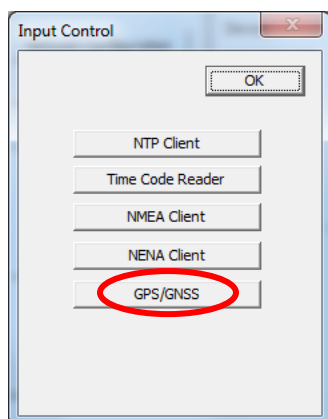 Input Control
OK
NTP Client
Time Code Reader
NMEA Client
NENA Client
GPS/GNSS